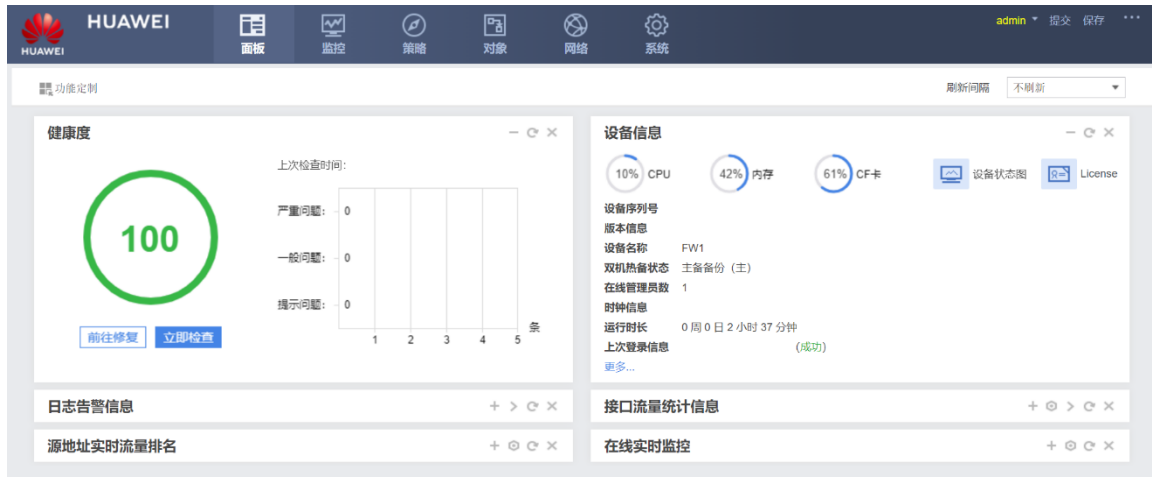 HUAWEI
HUAWEI
面板
监控
策略
对象
网络
系统
admin 提交 保存 ...
功能定制
刷新间隔 不刷新
健康度
100
前往修复 立即检查
上次检查时间:
严重问题: 0
一般问题: 0
提示问题: 0
1 2 3 4 5
条
设备信息
10% CPU
42% 内存
61% CF卡
设备状态图
License
设备序列号
版本信息
设备名称 FW1
双机热备状态 主备备份（主）
在线管理员数 1
时钟信息
运行时长 0 周 0 日 2 小时 37 分钟
上次登录信息 (成功)
更多...
日志告警信息
接口流量统计信息
源地址实时流量排名
在线实时监控